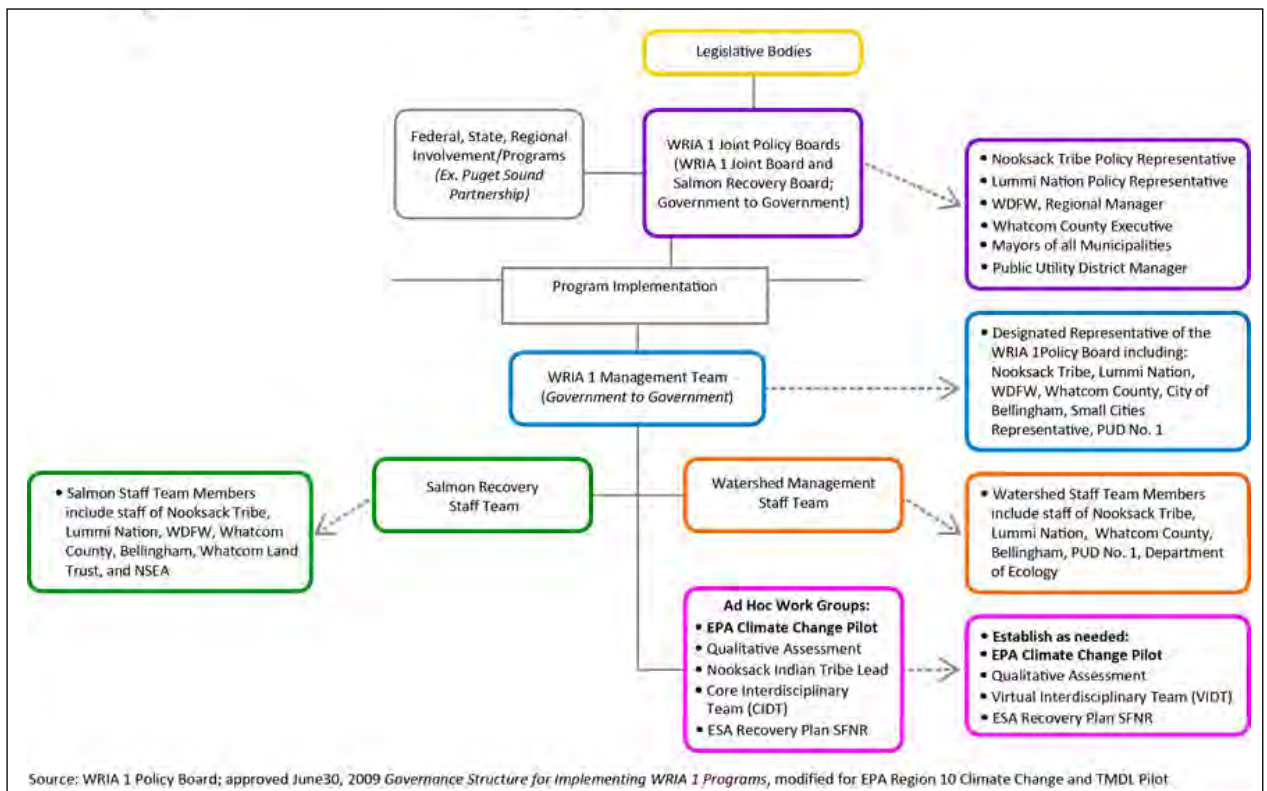 Legislative Bodies
Federal, State, Regional
Involvement/Programs
(Ex. Puget Sound
Partnership)
WRIA 1 Joint Policy Boards
(WRIA 1 Joint Board and
Salmon Recovery Board;
Government to Government)
• Nooksack Tribe Policy Representative
• Lummi Nation Policy Representative
• WDFW, Regional Manager
• Whatcom County Executive
• Mayors of all Municipalities
• Public Utility District Manager
Program Implementation
WRIA 1 Management Team
(Government to Government)
• Designated Representative of the
WRIA 1Policy Board including:
Nooksack Tribe, Lummi Nation,
WDFW, Whatcom County, City of
Bellingham, Small Cities
Representative, PUD No. 1
• Salmon Staff Team Members
include staff of Nooksack Tribe,
Lummi Nation, WDFW, Whatcom
County, Bellingham, Whatcom Land
Trust, and NSEA
Salmon Recovery
Staff Team
Watershed Management
Staff Team
• Watershed Staff Team Members
include staff of Nooksack Tribe,
Lummi Nation, Whatcom County,
Bellingham, PUD No. 1, Department
of Ecology
Ad Hoc Work Groups:
• EPA Climate Change Pilot
• Qualitative Assessment
• Nooksack Indian Tribe Lead
• Core Interdisciplinary
Team (CIDT)
• ESA Recovery Plan SFNR
• Establish as needed:
• EPA Climate Change Pilot
• Qualitative Assessment
• Virtual Interdisciplinary Team (VIDT)
• ESA Recovery Plan SFNR
Source: WRIA 1 Policy Board; approved June30, 2009 Governance Structure for Implementing WRIA 1 Programs, modified for EPA Region 10 Climate Change and TMDL Pilot